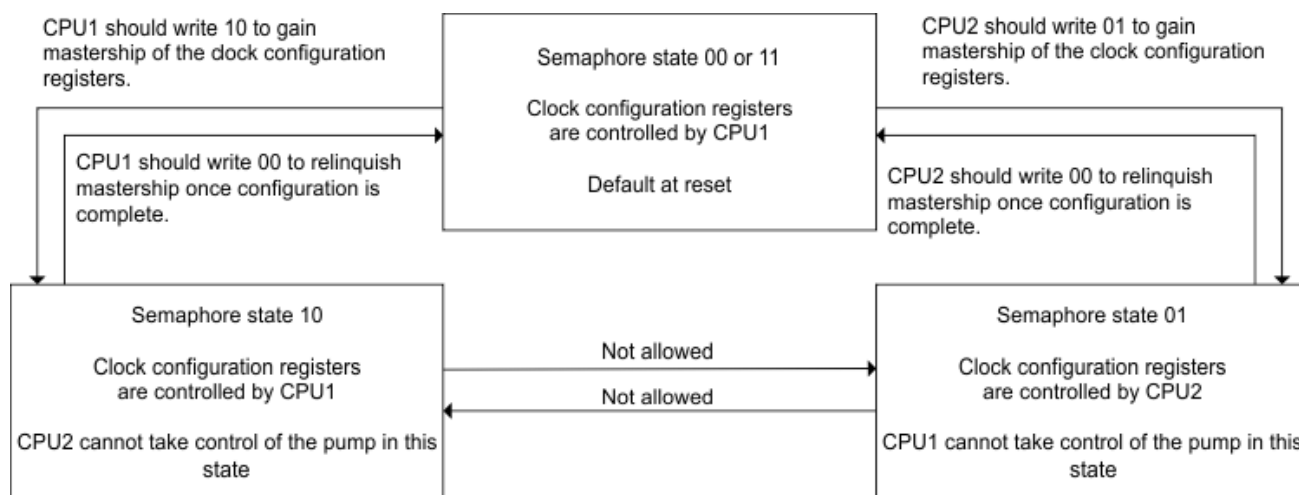 CPU1 should write 10 to gain
mastership of the clock configuration
registers.
Semaphore state 00 or 11
Clock configuration registers
are controlled by CPU1
Default at reset
CPU2 should write 01 to gain
mastership of the clock configuration
registers.
CPU1 should write 00 to relinquish
mastership once configuration is
complete.
CPU2 should write 00 to relinquish
mastership once configuration is
complete.
Semaphore state 10
Clock configuration registers
are controlled by CPU1
CPU2 cannot take control of the pump in this
state
Not allowed
Not allowed
Semaphore state 01
Clock configuration registers
are controlled by CPU2
CPU1 cannot take control of the pump in this
state